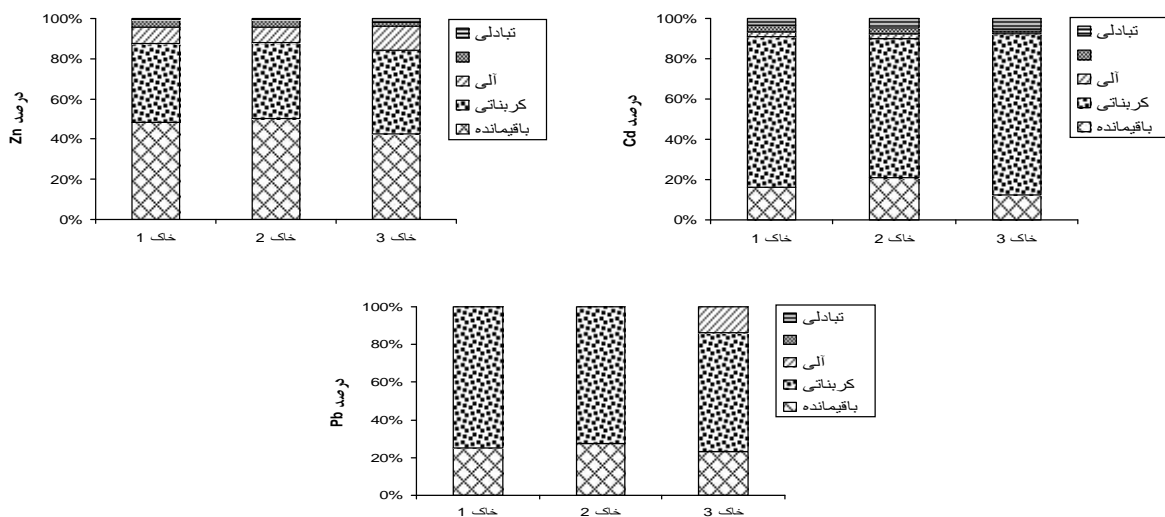 100%
80%
60%
40%
20%
0%
درصد Zn
خاک 1
خاک 2
خاک 3
تبادلی
آلی
کربناتی
باقیمانده
100%
80%
60%
40%
20%
0%
درصد Cd
خاک 1
خاک 2
خاک 3
تبادلی
آلی
کربناتی
باقیمانده
100%
80%
60%
40%
20%
0%
درصد Pb
خاک 1
خاک 2
خاک 3
تبادلی
آلی
کربناتی
باقیمانده